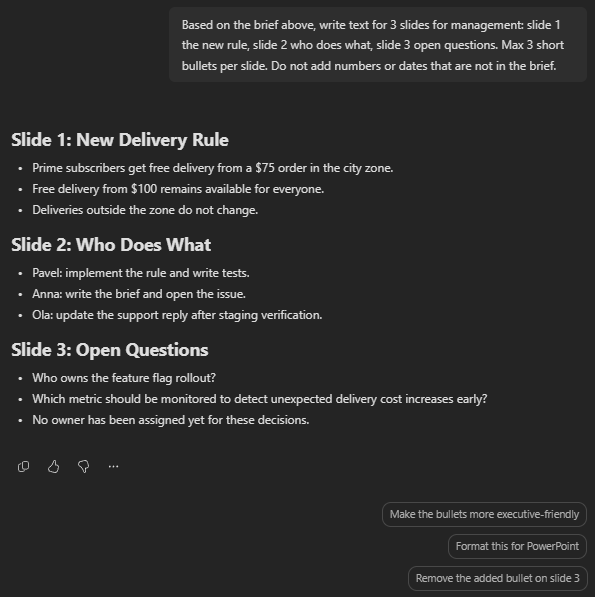 Based on the brief above, write text for 3 slides for management: slide 1
the new rule, slide 2 who does what, slide 3 open questions. Max 3 short
bullets per slide. Do not add numbers or dates that are not in the brief.
Slide 1: New Delivery Rule
• Prime subscribers get free delivery from a $75 order in the city zone.
• Free delivery from $100 remains available for everyone.
• Deliveries outside the zone do not change.
Slide 2: Who Does What
• Pavel: implement the rule and write tests.
• Anna: write the brief and open the issue.
• Ola: update the support reply after staging verification.
Slide 3: Open Questions
• Who owns the feature flag rollout?
• Which metric should be monitored to detect unexpected delivery cost increases early?
• No owner has been assigned yet for these decisions.
Make the bullets more executive-friendly
Format this for PowerPoint
Remove the added bullet on slide 3